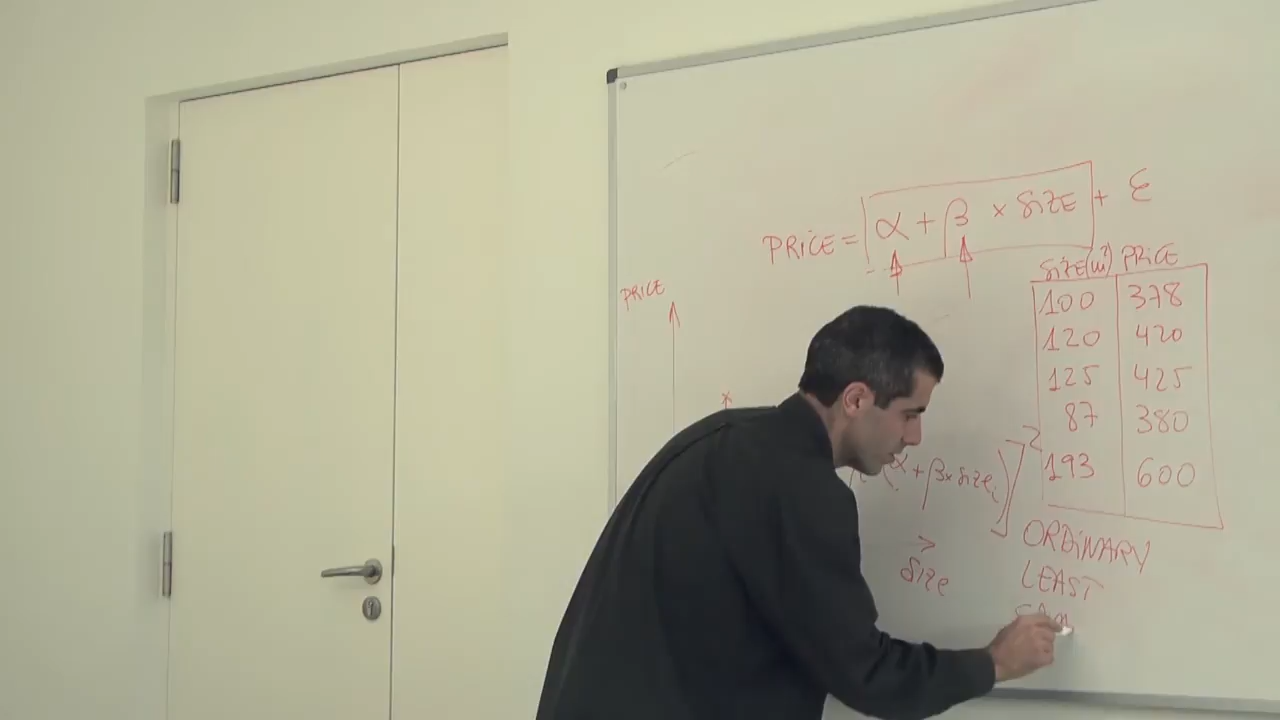 PRICE = α + β × SIZE + ε
SIZE(m²) PRICE
100 378
120 420
125 425
87 380
193 600
PRICE
α + β × SIZEᵢ)]²
SIZE
ORDINARY
LEAST